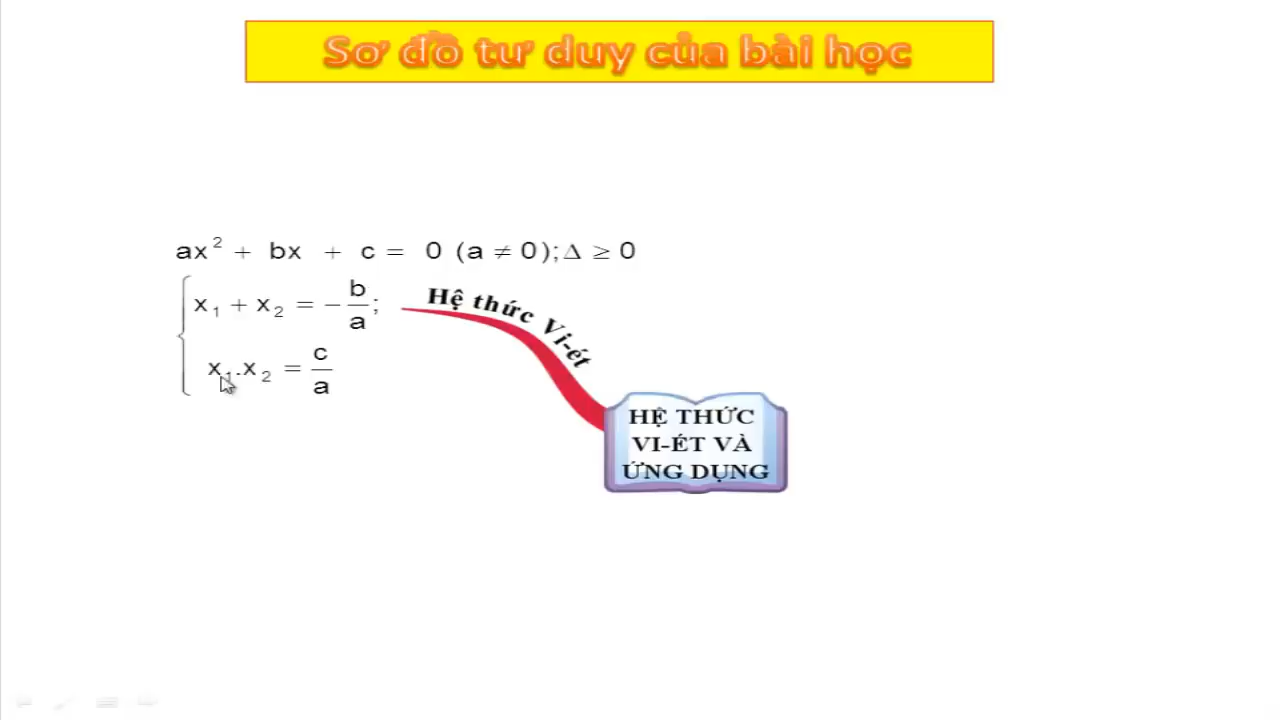 Sơ đồ tư duy của bài học
ax² + bx + c = 0 (a ≠ 0); Δ ≥ 0
x₁ + x₂ = -b/a;
x₁.x₂ = c/a
Hệ thức Vi-ét
HỆ THỨC
VI-ÉT VÀ
ỨNG DỤNG